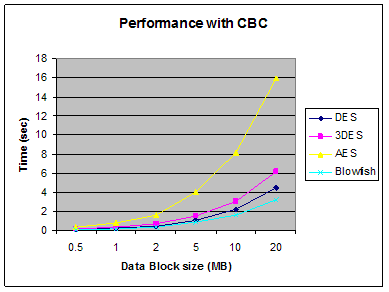 Performance with CBC
18
16
14
12
10
8
6
4
2
0
Time (sec)
0.5 1 2 5 10 20
Data Block size (MB)
DES
3DES
AES
Blowfish